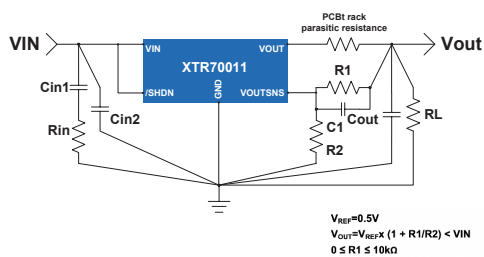 PCBt rack
parasitic resistance
VIN
VIN
VOUT
Vout
XTR70011
R1
Cin1
/SHDN
GND
VOUTSNS
Cin2
C1
Cout
RL
Rin
R2
VREF=0.5V
VOUT=VREFx (1 + R1/R2) < VIN
0 ≤ R1 ≤ 10kΩ